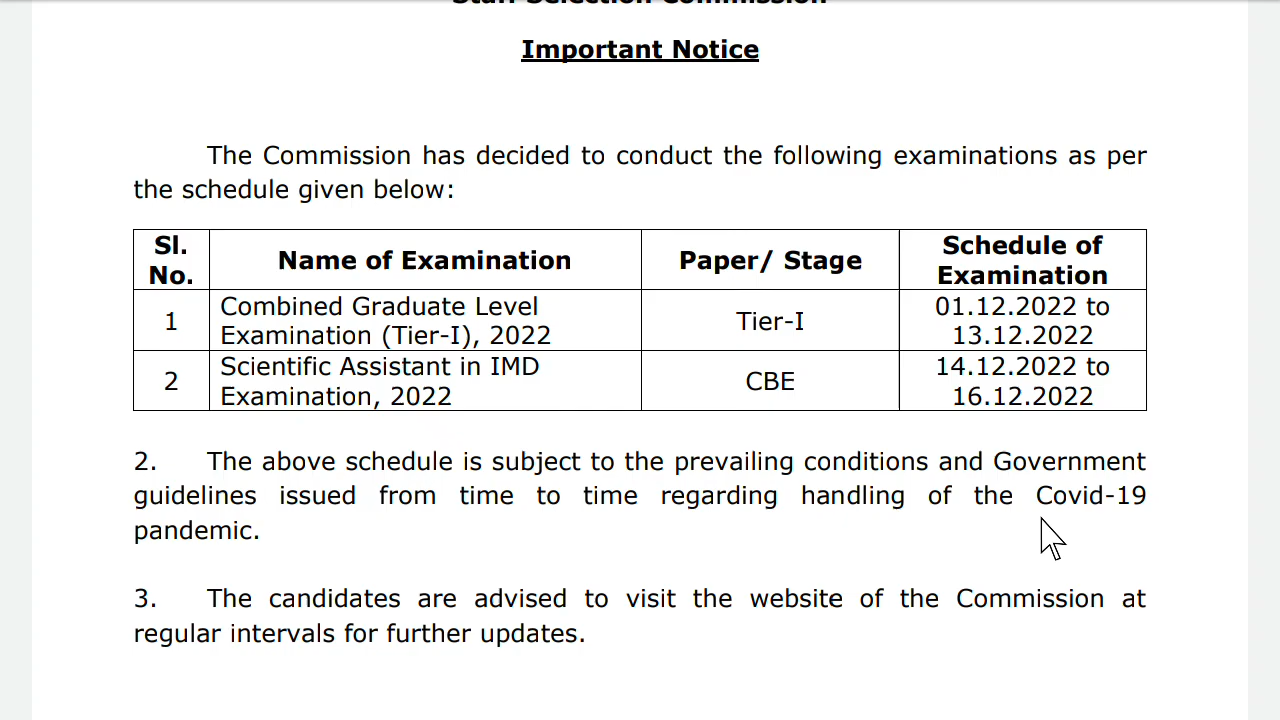 Staff Selection Commission
Important Notice
The Commission has decided to conduct the following examinations as per
the schedule given below:
Sl. No. Name of Examination Paper/ Stage Schedule of Examination
1 Combined Graduate Level Examination (Tier-I), 2022 Tier-I 01.12.2022 to 13.12.2022
2 Scientific Assistant in IMD Examination, 2022 CBE 14.12.2022 to 16.12.2022
2. The above schedule is subject to the prevailing conditions and Government
guidelines issued from time to time regarding handling of the Covid-19
pandemic.
3. The candidates are advised to visit the website of the Commission at
regular intervals for further updates.